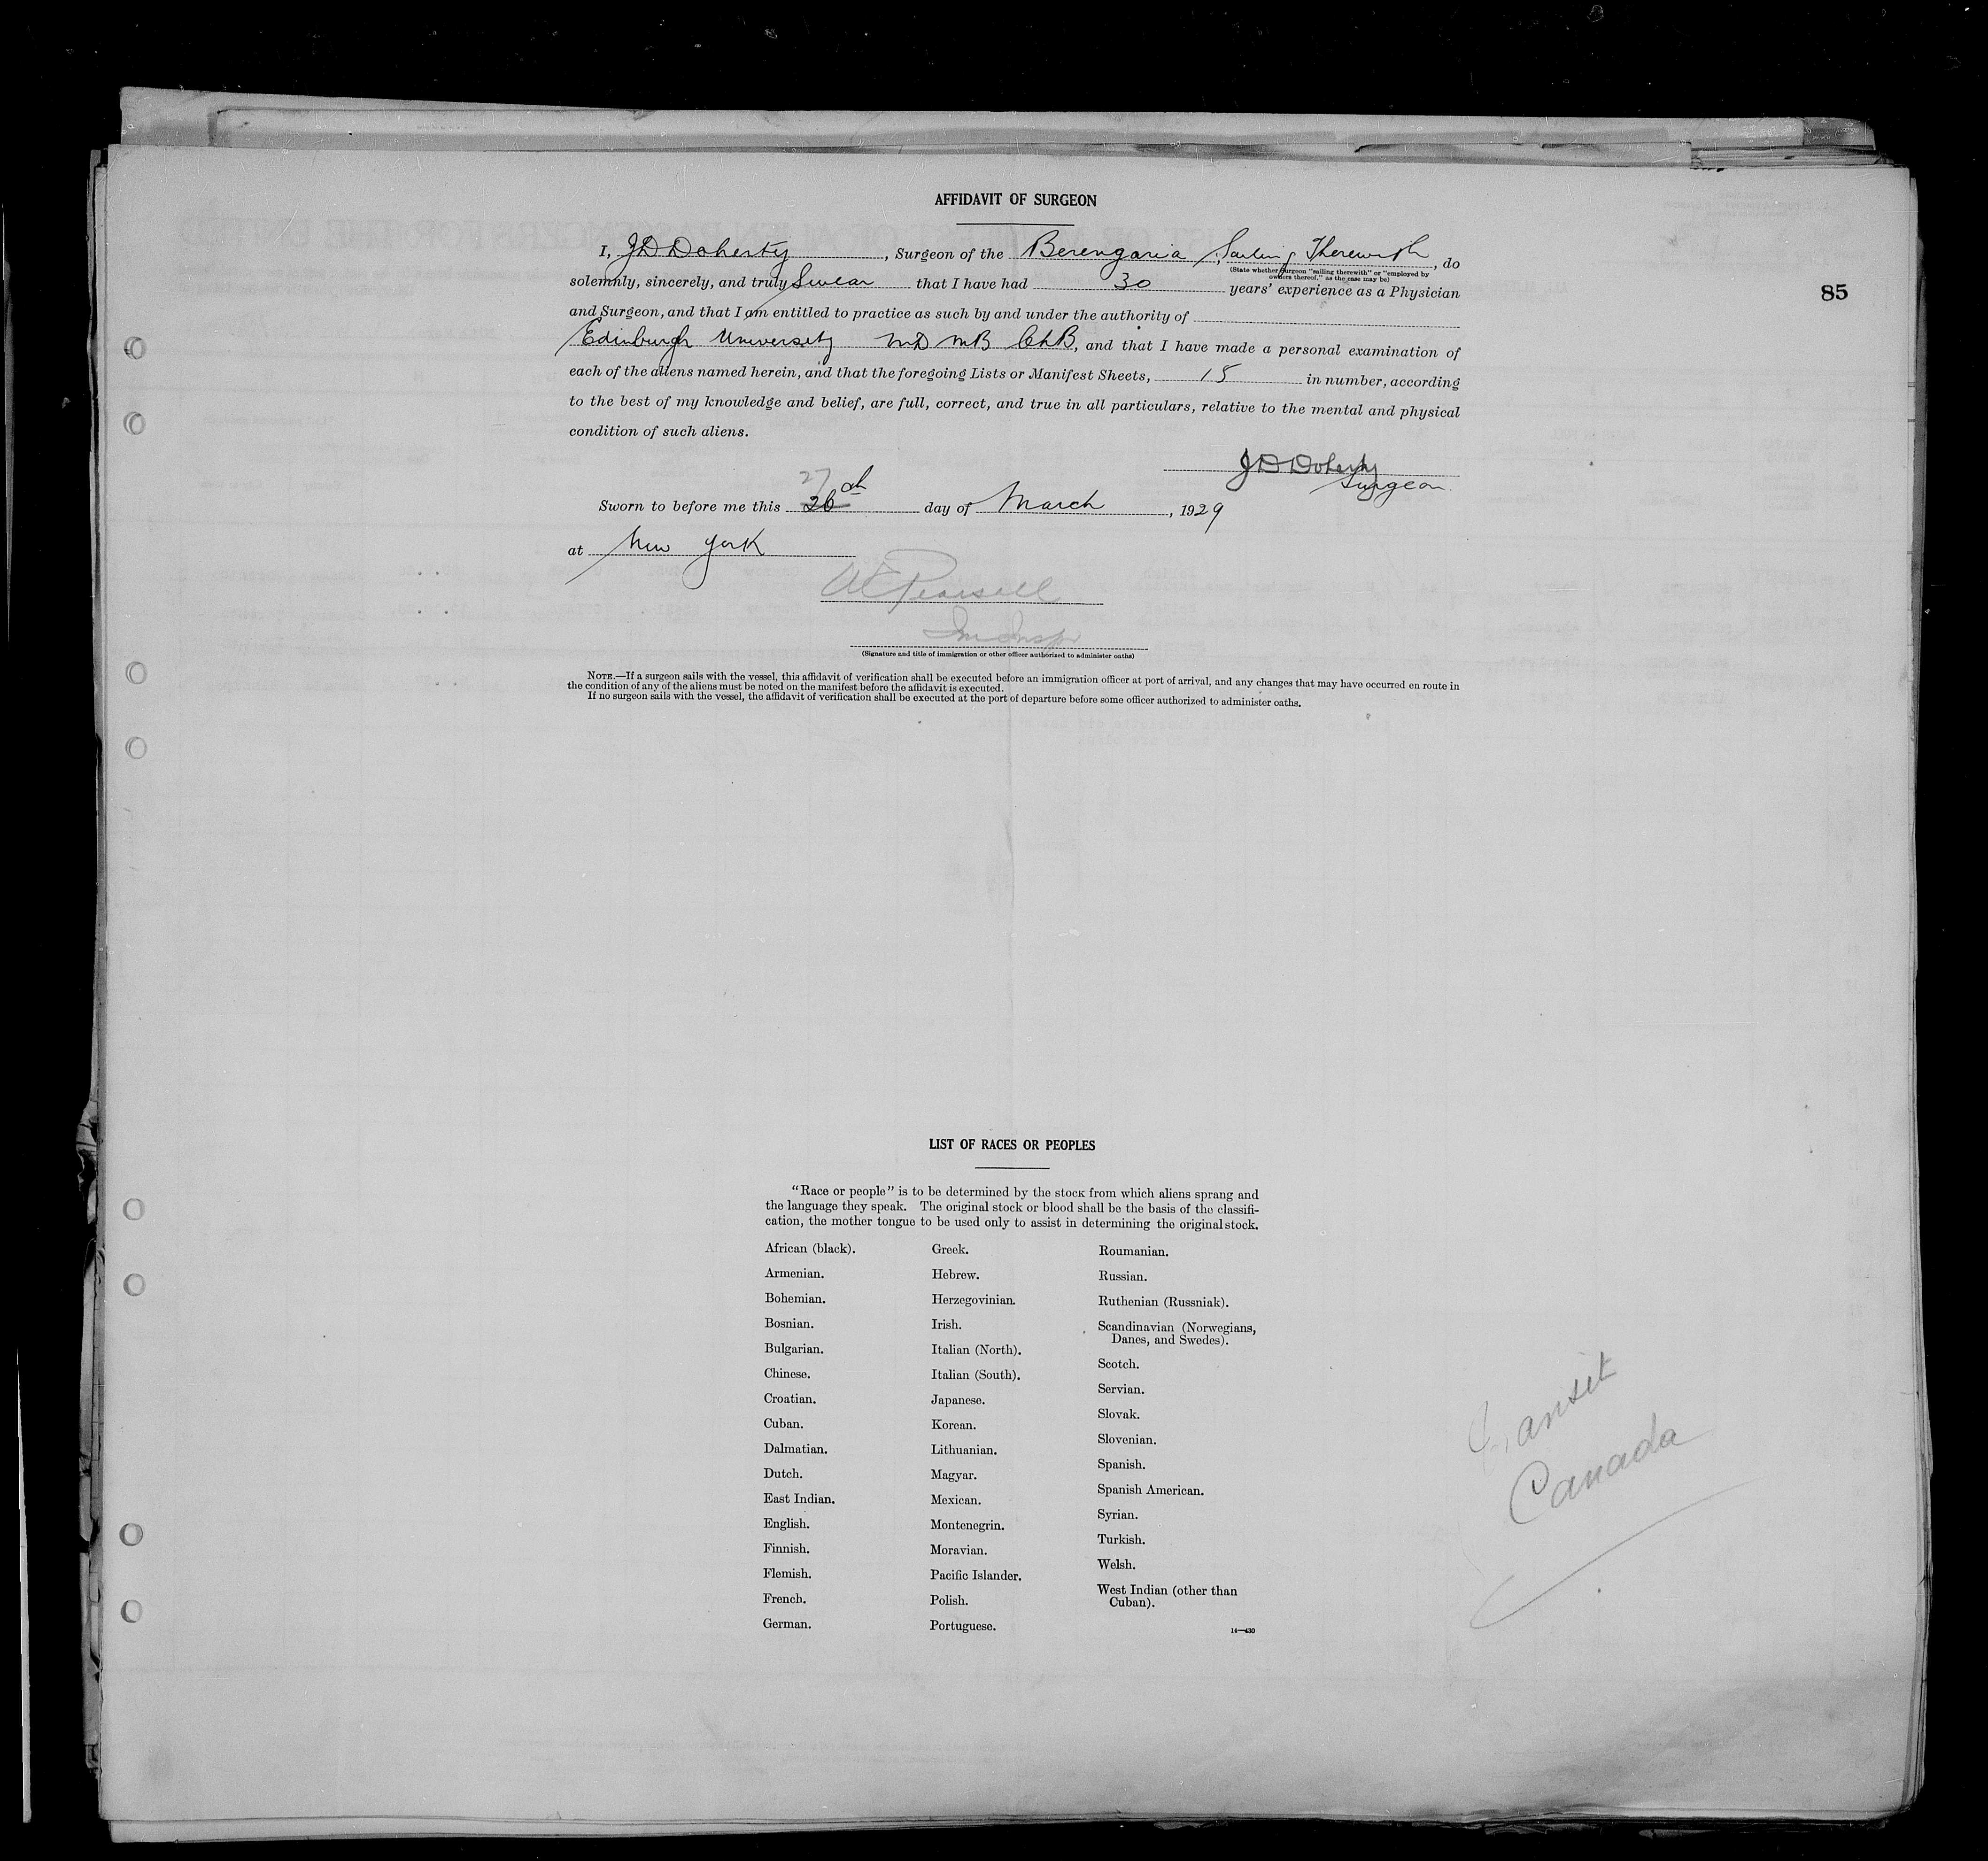 AFFIDAVIT OF SURGEON
I, J D Doherty, Surgeon of the Berengaria, Sailing Therewith, do
(State whether Surgeon "sailing therewith" or "employed by
owners thereof," as the case may be)
solemnly, sincerely, and truly Swear that I have had 30 years' experience as a Physician
85
and Surgeon, and that I am entitled to practice as such by and under the authority of
Edinburgh University MD MB ChB, and that I have made a personal examination of
each of the aliens named herein, and that the foregoing Lists or Manifest Sheets, 15 in number, according
to the best of my knowledge and belief, are full, correct, and true in all particulars, relative to the mental and physical
condition of such aliens.
J D Doherty
Surgeon.
27
Sworn to before me this 26th day of March, 1929
at New York
Pearsall
Im Insp
(Signature and title of immigration or other officer authorized to administer oaths)
NOTE.—If a surgeon sails with the vessel, this affidavit of verification shall be executed before an immigration officer at port of arrival, and any changes that may have occurred en route in
the condition of any of the aliens must be noted on the manifest before the affidavit is executed.
If no surgeon sails with the vessel, the affidavit of verification shall be executed at the port of departure before some officer authorized to administer oaths.
LIST OF RACES OR PEOPLES
"Race or people" is to be determined by the stock from which aliens sprang and
the language they speak. The original stock or blood shall be the basis of the classifi-
cation, the mother tongue to be used only to assist in determining the original stock.
African (black).
Armenian.
Bohemian.
Bosnian.
Bulgarian.
Chinese.
Croatian.
Cuban.
Dalmatian.
Dutch.
East Indian.
English.
Finnish.
Flemish.
French.
German.
Greek.
Hebrew.
Herzegovinian.
Irish.
Italian (North).
Italian (South).
Japanese.
Korean.
Lithuanian.
Magyar.
Mexican.
Montenegrin.
Moravian.
Pacific Islander.
Polish.
Portuguese.
Roumanian.
Russian.
Ruthenian (Russniak).
Scandinavian (Norwegians,
Danes, and Swedes).
Scotch.
Servian.
Slovak.
Slovenian.
Spanish.
Spanish American.
Syrian.
Turkish.
Welsh.
West Indian (other than
Cuban).
14—430
Transit
Canada